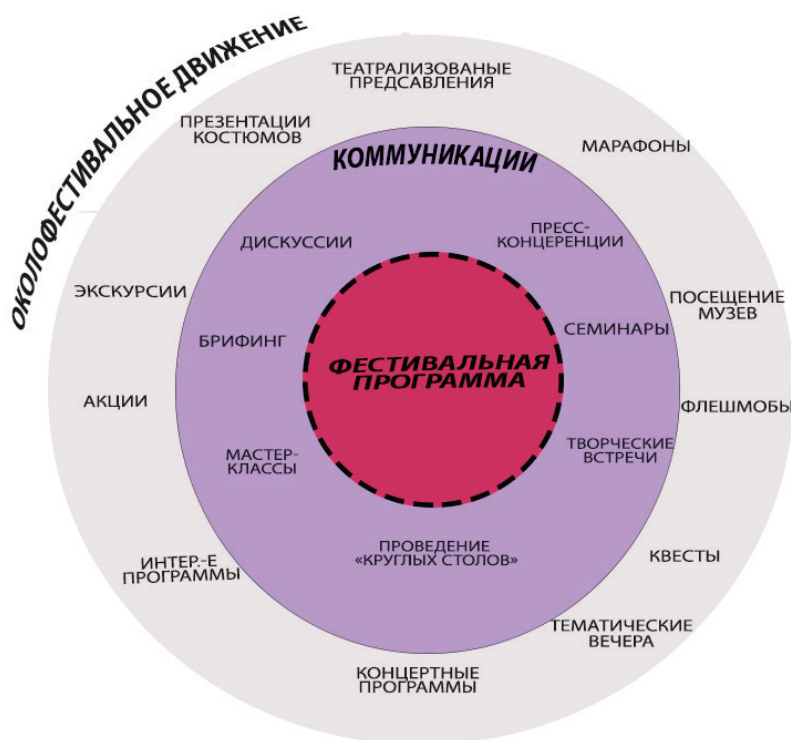 ОКОЛОФЕСТИВАЛЬНОЕ ДВИЖЕНИЕ
ТЕАТРАЛИЗОВАНЫЕ
ПРЕДСАВЛЕНИЯ
ПРЕЗЕНТАЦИИ
КОСТЮМОВ
МАРАФОНЫ
КОММУНИКАЦИИ
ДИСКУССИИ
ПРЕСС-
КОНЦЕРЕНЦИИ
ЭКСКУРСИИ
ПОСЕЩЕНИЕ
МУЗЕВ
БРИФИНГ
СЕМИНАРЫ
ФЕСТИВАЛЬНАЯ
ПРОГРАММА
АКЦИИ
ФЛЕШМОБЫ
МАСТЕР-
КЛАССЫ
ТВОРЧЕСКИЕ
ВСТРЕЧИ
ПРОВЕДЕНИЕ
«КРУГЛЫХ СТОЛОВ»
ИНТЕР.-Е
ПРОГРАММЫ
КВЕСТЫ
ТЕМАТИЧЕСКИЕ
ВЕЧЕРА
КОНЦЕРТНЫЕ
ПРОГРАММЫ